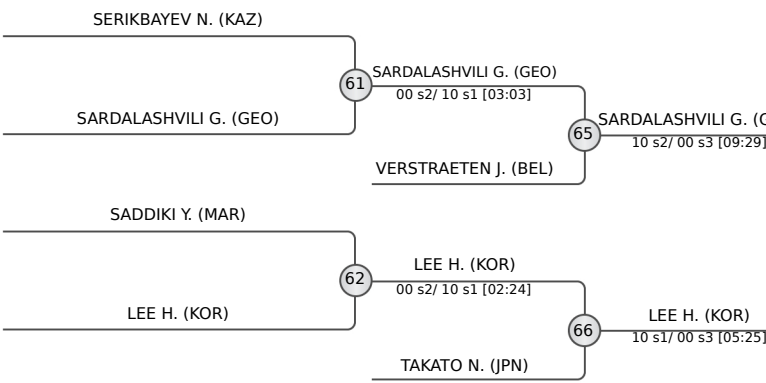 SERIKBAYEV N. (KAZ)
61
SARDALASHVILI G. (GEO)
00 s2/ 10 s1 [03:03]
SARDALASHVILI G. (GEO)
65
SARDALASHVILI G. (G
10 s2/ 00 s3 [09:29]
VERSTRAETEN J. (BEL)
SADDIKI Y. (MAR)
62
LEE H. (KOR)
00 s2/ 10 s1 [02:24]
LEE H. (KOR)
66
LEE H. (KOR)
10 s1/ 00 s3 [05:25]
TAKATO N. (JPN)